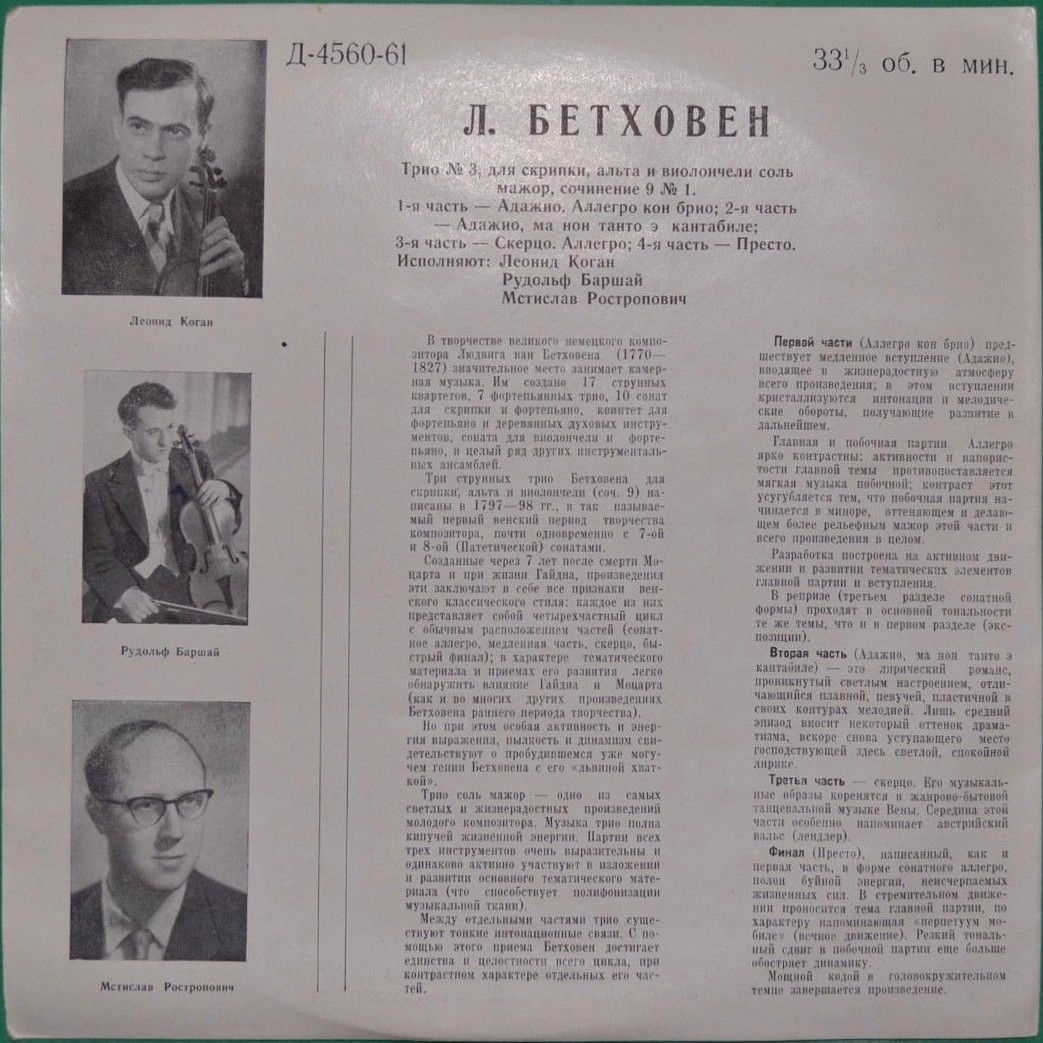 Д-4560-61
33⅓ об. в мин.
Л. БЕТХОВЕН
Трио № 3, для скрипки, альта и виолончели соль
мажор, сочинение 9 № 1.
1-я часть — Адажио. Аллегро кон брио; 2-я часть
— Адажио, ма нон танто э кантабиле;
3-я часть — Скерцо. Аллегро; 4-я часть — Престо.
Исполняют: Леонид Коган
Рудольф Баршай
Мстислав Ростропович
Леонид Коган
Рудольф Баршай
Мстислав Ростропович
В творчестве великого немецкого компо-
зитора Людвига ван Бетховена (1770—
1827) значительное место занимает камер-
ная музыка. Им создано 17 струнных
квартетов, 7 фортепьянных трио, 10 сонат
для скрипки и фортепьяно, квинтет для
фортепьяно и деревянных духовых инстру-
ментов, соната для виолончели и форте-
пьяно, и целый ряд других инструменталь-
ных ансамблей.
Три струнных трио Бетховена для
скрипки, альта и виолончели (соч. 9) на-
писаны в 1797—98 гг., в так называе-
мый первый венский период творчества
композитора, почти одновременно с 7-ой
и 8-ой (Патетической) сонатами.
Созданные через 7 лет после смерти Мо-
царта и при жизни Гайдна, произведения
эти заключают в себе все признаки вен-
ского классического стиля: каждое из них
представляет собой четырехчастный цикл
с обычным расположением частей (сонат-
ное аллегро, медленная часть, скерцо, бы-
стрый финал); в характере тематического
материала и приемах его развития легко
обнаружить влияние Гайдна и Моцарта
(как и во многих других произведениях
Бетховена раннего периода творчества).
Но при этом особая активность и энер-
гия выражения, пылкость и динамизм сви-
детельствуют о пробудившемся уже могу-
чем гении Бетховена с его «львиной хват-
кой».
Трио соль мажор — одно из самых
светлых и жизнерадостных произведений
молодого композитора. Музыка трио полна
кипучей жизненной энергии. Партии всех
трех инструментов очень выразительны и
одинаково активно участвуют в изложении
и развитии основного тематического мате-
риала (что способствует полифонизации
музыкальной ткани).
Между отдельными частями трио суще-
ствуют тонкие интонационные связи. С по-
мощью этого приема Бетховен достигает
единства и целостности всего цикла, при
контрастном характере отдельных его час-
тей.
Первой части (Аллегро кон брио) пред-
шествует медленное вступление (Адажио),
вводящее в жизнерадостную атмосферу
всего произведения; в этом вступлении
кристаллизуются интонации и мелодиче-
ские обороты, получающие развитие в
дальнейшем.
Главная и побочная партии Аллегро
ярко контрастны: активности и напорис-
тости главной темы противопоставляется
мягкая музыка побочной; контраст этот
усугубляется тем, что побочная партия на-
чинается в миноре, оттеняющем и делаю-
щем более рельефным мажор этой части и
всего произведения в целом.
Разработка построена на активном дви-
жении и развитии тематическпх элементов
главной партии и вступления.
В репризе (третьем разделе сонатной
формы) проходят в основной тональности
те же темы, что и в первом разделе (экс-
позиции).
Вторая часть (Адажио, ма нон танто э
кантабиле) — это лирический романс,
проникнутый светлым настроением, отли-
чающийся плавной, певучей, пластичной в
своих контурах мелодией. Лишь средний
эпизод вносит некоторый оттенок драма-
тизма, вскоре снова уступающего место
господствующей здесь светлой, спокойной
лирике.
Третья часть — скерцо. Его музыкаль-
ные образы коренятся в жанрово-бытовой
танцевальной музыке Вены. Середина этой
части особенно напоминает австрийский
вальс (лендлер).
Финал (Престо), написанный, как и
первая часть, в форме сонатного аллегро,
полон буйной энергии, неисчерпаемых
жизненных сил. В стремительном движе-
нии проносится тема главной партии, по
характеру напоминающая «перпетуум мо-
биле» (вечное движение). Резкий тональ-
ный сдвиг в побочной партии еще больше
обостряет динамику.
Мощной кодой в головокружительном
темпе завершается произведение.